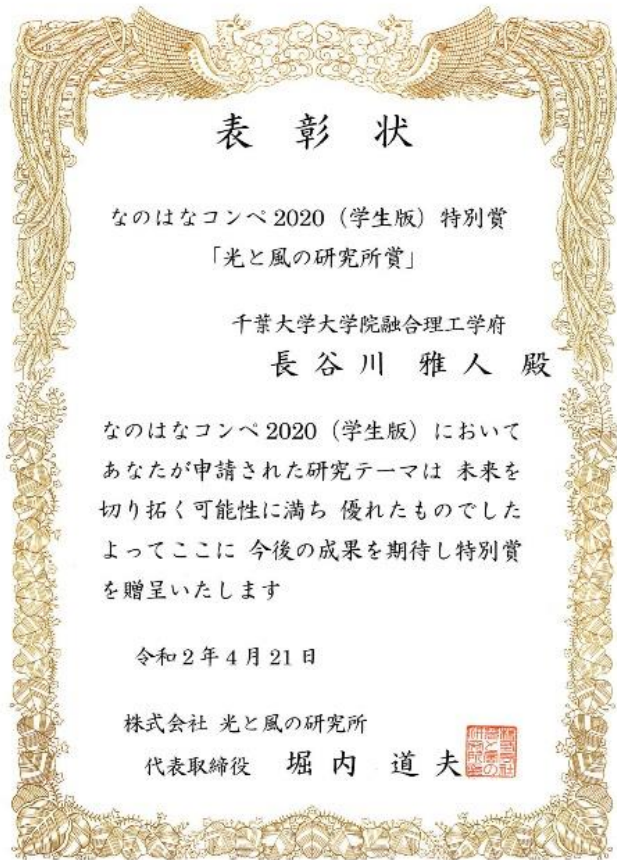 表彰状
なのはなコンペ2020（学生版）特別賞
「光と風の研究所賞」
千葉大学大学院融合理工学府
長谷川 雅人 殿
なのはなコンペ2020（学生版）において
あなたが申請された研究テーマは 未来を
切り拓く可能性に満ち 優れたものでした
よってここに 今後の成果を期待し特別賞
を贈呈いたします
令和2年4月21日
株式会社 光と風の研究所
代表取締役 堀内 道夫